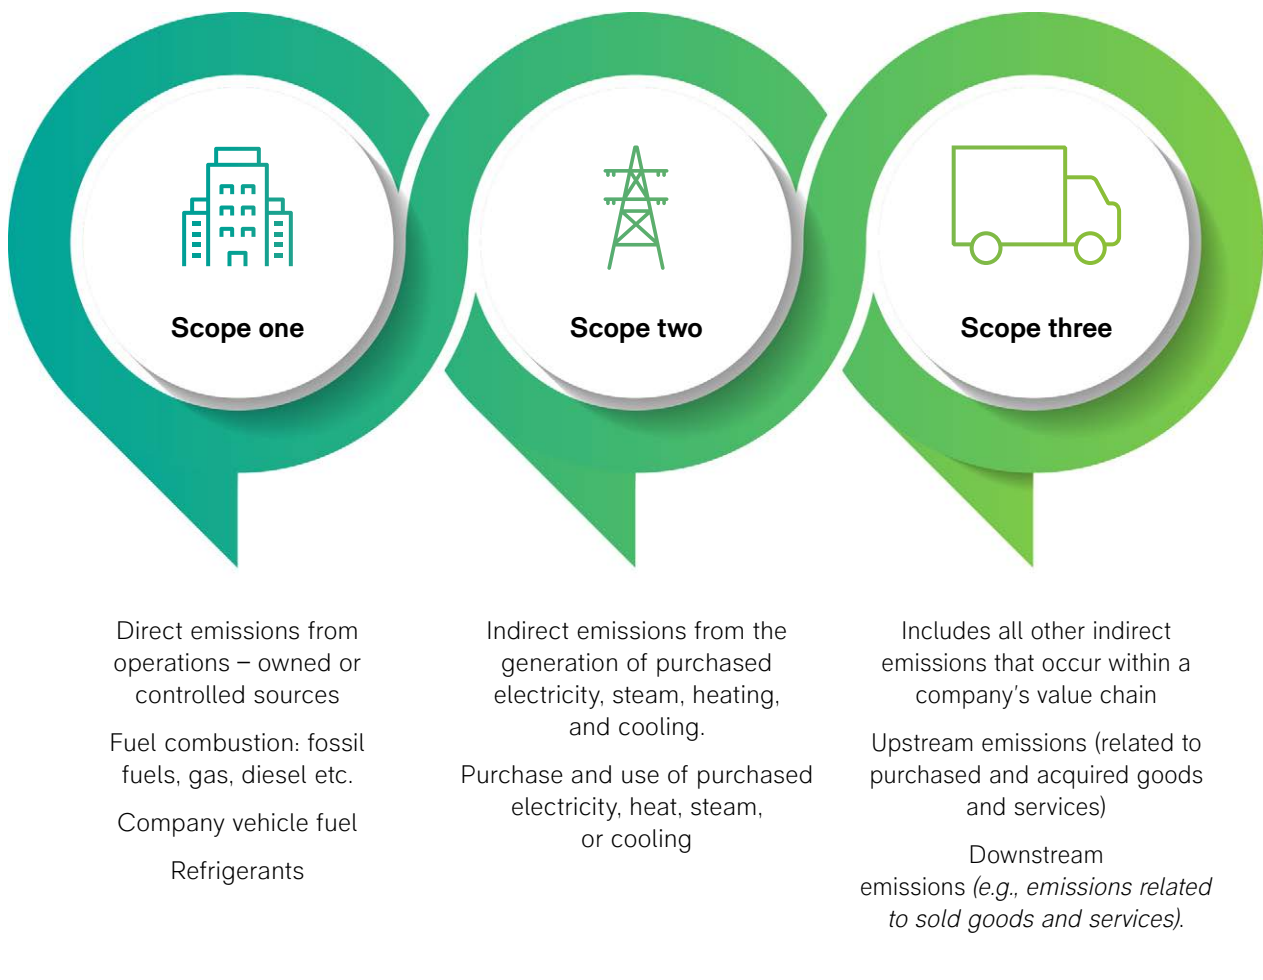 Scope one
Direct emissions from
operations – owned or
controlled sources
Fuel combustion: fossil
fuels, gas, diesel etc.
Company vehicle fuel
Refrigerants
Scope two
Indirect emissions from the
generation of purchased
electricity, steam, heating,
and cooling.
Purchase and use of purchased
electricity, heat, steam,
or cooling
Scope three
Includes all other indirect
emissions that occur within a
company's value chain
Upstream emissions (related to
purchased and acquired goods
and services)
Downstream
emissions (e.g., emissions related
to sold goods and services).